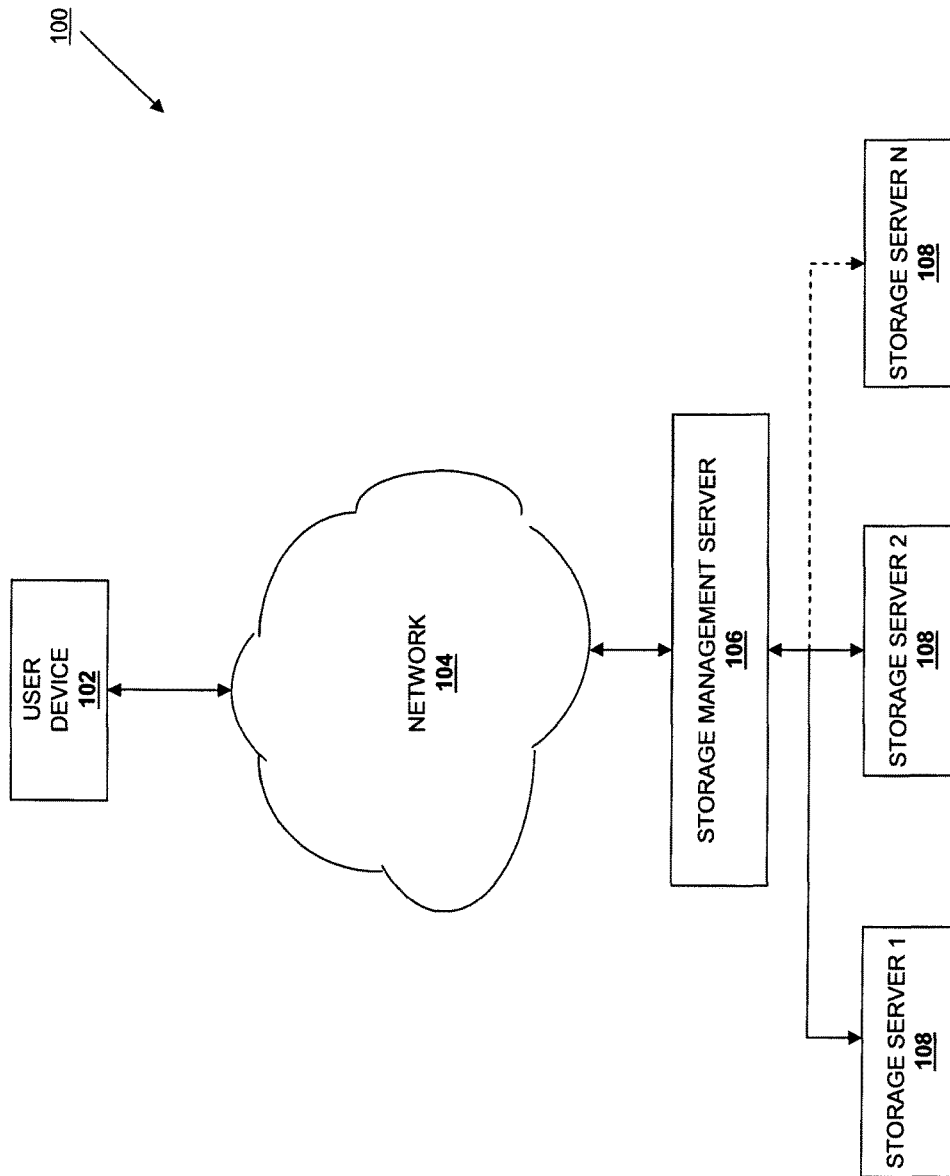 100
USER
DEVICE
102
NETWORK
104
STORAGE MANAGEMENT SERVER
106
STORAGE SERVER 1
108
STORAGE SERVER 2
108
STORAGE SERVER N
108